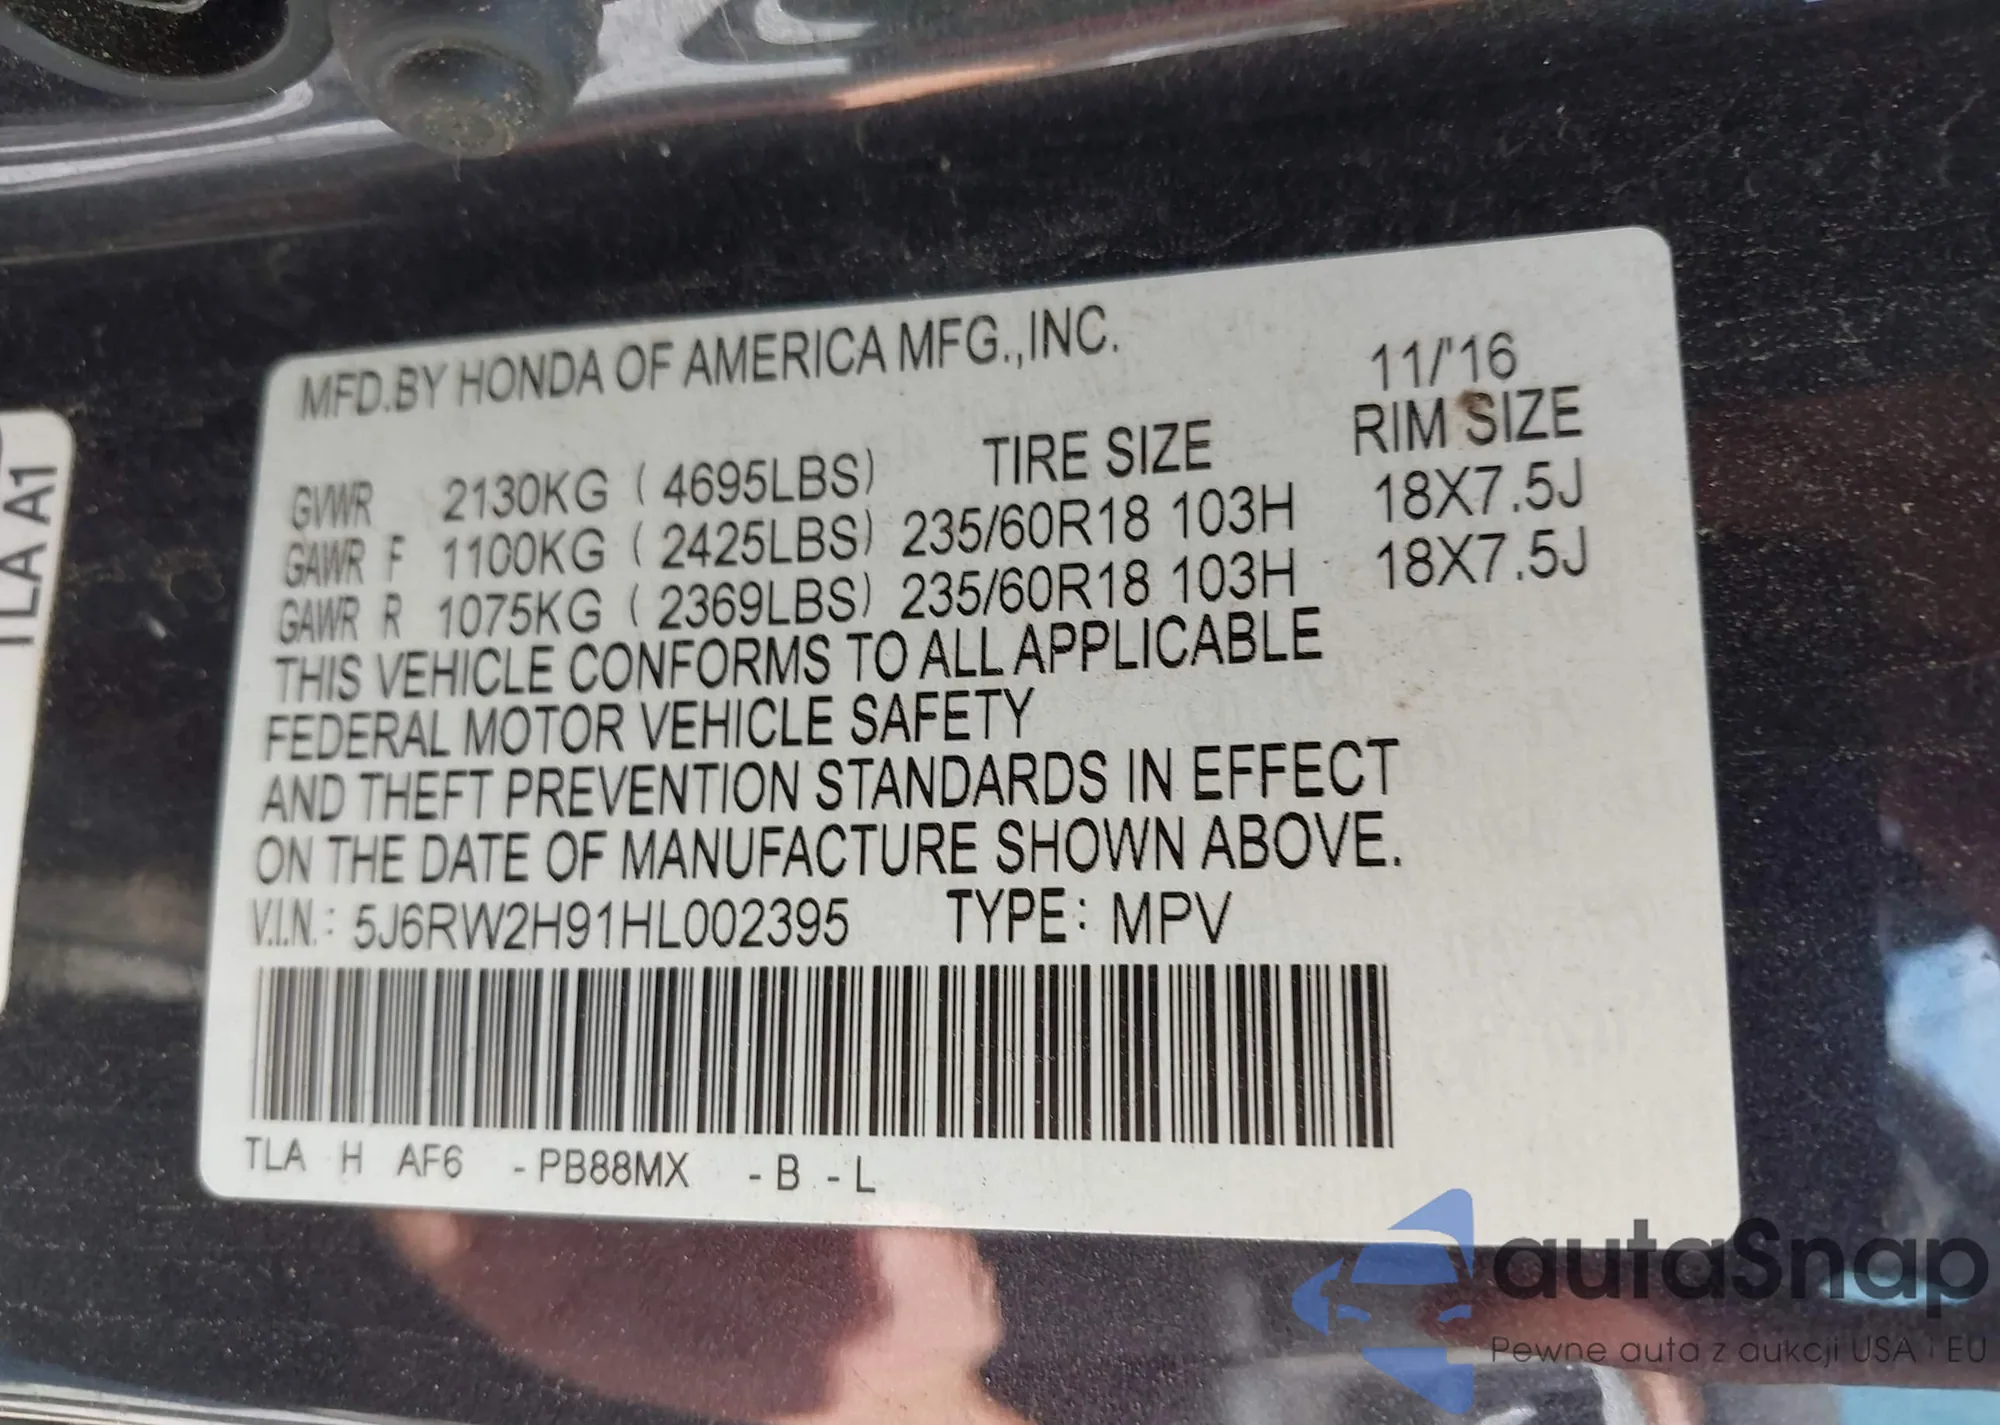 MFD.BY HONDA OF AMERICA MFG.,INC. 11/'16
TIRE SIZE RIM SIZE
GVWR 2130KG ( 4695LBS)
GAWR F 1100KG ( 2425LBS) 235/60R18 103H 18X7.5J
GAWR R 1075KG ( 2369LBS) 235/60R18 103H 18X7.5J
THIS VEHICLE CONFORMS TO ALL APPLICABLE
FEDERAL MOTOR VEHICLE SAFETY
AND THEFT PREVENTION STANDARDS IN EFFECT
ON THE DATE OF MANUFACTURE SHOWN ABOVE.
V.I.N.: 5J6RW2H91HL002395 TYPE: MPV
TLA H AF6 -PB88MX -B -L
TLA A1
autaSnap
Pewne auta z aukcji USA i EU